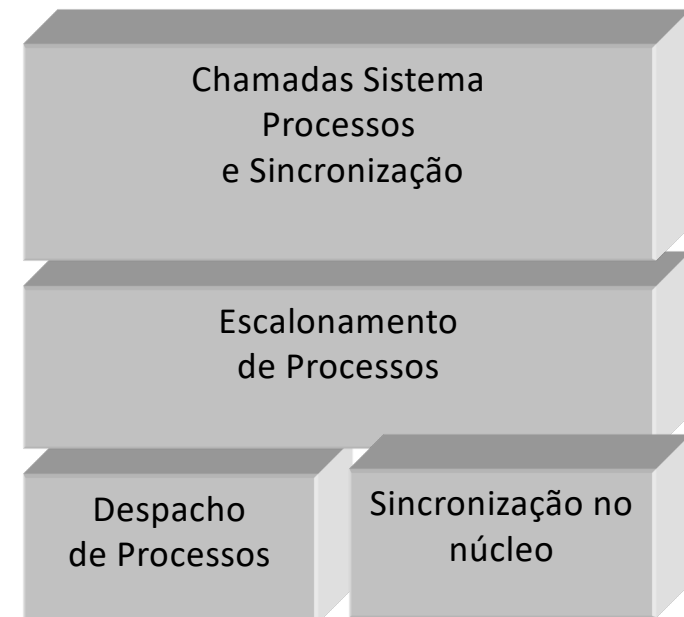 Chamadas Sistema
Processos
e Sincronização
Escalonamento
de Processos
Despacho
de Processos
Sincronização no
núcleo